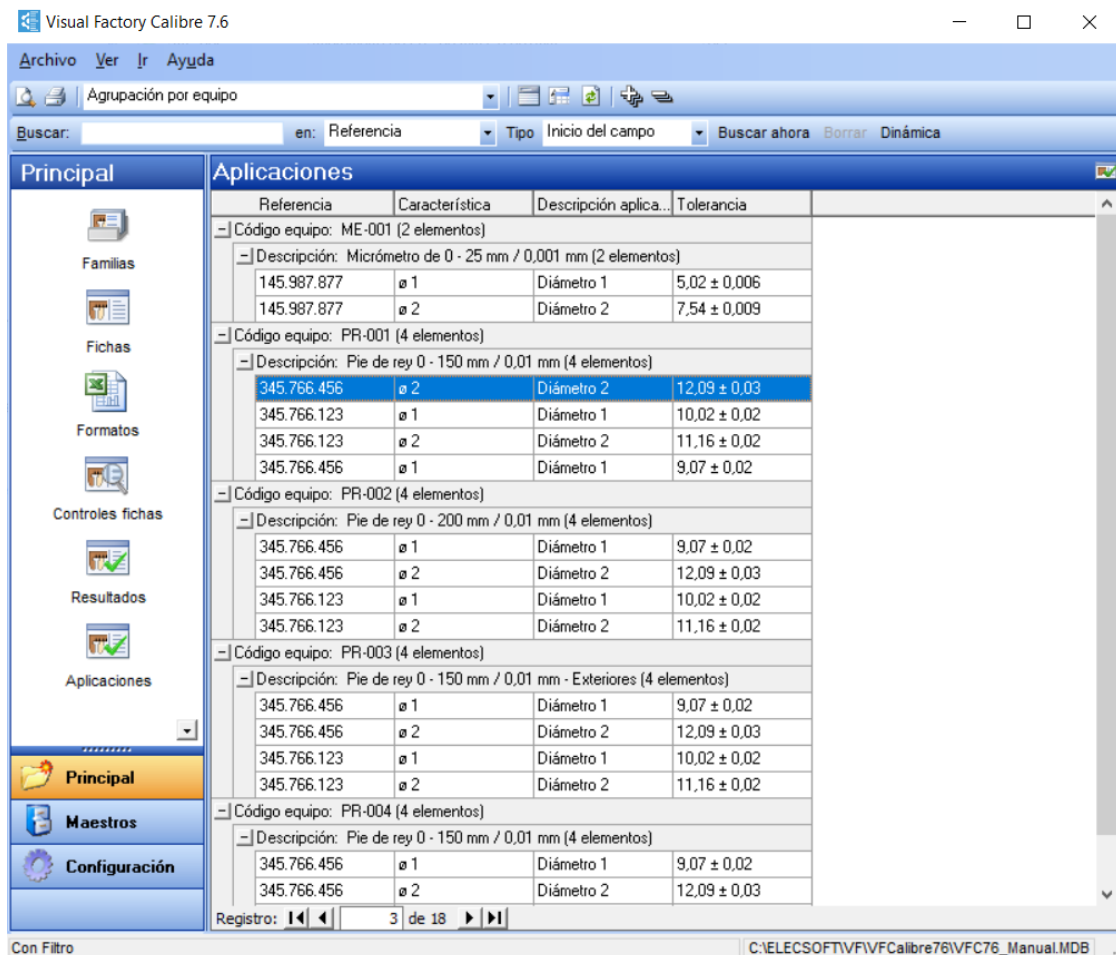 Visual Factory Calibre 7.6
Archivo Ver Ir Ayuda
Agrupación por equipo
Buscar: en: Referencia Tipo Inicio del campo Buscar ahora Borrar Dinámica
Principal
Familias
Fichas
Formatos
Controles fichas
Resultados
Aplicaciones
Principal
Maestros
Configuración
Aplicaciones
Referencia Característica Descripción aplica... Tolerancia
Código equipo: ME-001 (2 elementos)
Descripción: Micrómetro de 0 - 25 mm / 0,001 mm (2 elementos)
145.987.877 ø 1 Diámetro 1 5,02 ± 0,006
145.987.877 ø 2 Diámetro 2 7,54 ± 0,009
Código equipo: PR-001 (4 elementos)
Descripción: Pie de rey 0 - 150 mm / 0,01 mm (4 elementos)
345.766.456 ø 2 Diámetro 2 12,09 ± 0,03
345.766.123 ø 1 Diámetro 1 10,02 ± 0,02
345.766.123 ø 2 Diámetro 2 11,16 ± 0,02
345.766.456 ø 1 Diámetro 1 9,07 ± 0,02
Código equipo: PR-002 (4 elementos)
Descripción: Pie de rey 0 - 200 mm / 0,01 mm (4 elementos)
345.766.456 ø 1 Diámetro 1 9,07 ± 0,02
345.766.456 ø 2 Diámetro 2 12,09 ± 0,03
345.766.123 ø 1 Diámetro 1 10,02 ± 0,02
345.766.123 ø 2 Diámetro 2 11,16 ± 0,02
Código equipo: PR-003 (4 elementos)
Descripción: Pie de rey 0 - 150 mm / 0,01 mm - Exteriores (4 elementos)
345.766.456 ø 1 Diámetro 1 9,07 ± 0,02
345.766.456 ø 2 Diámetro 2 12,09 ± 0,03
345.766.123 ø 1 Diámetro 1 10,02 ± 0,02
345.766.123 ø 2 Diámetro 2 11,16 ± 0,02
Código equipo: PR-004 (4 elementos)
Descripción: Pie de rey 0 - 150 mm / 0,01 mm (4 elementos)
345.766.456 ø 1 Diámetro 1 9,07 ± 0,02
345.766.456 ø 2 Diámetro 2 12,09 ± 0,03
Registro: 3 de 18
Con Filtro C:\ELECSOFT\VF\VFCalibre76\VFC76_Manual.MDB